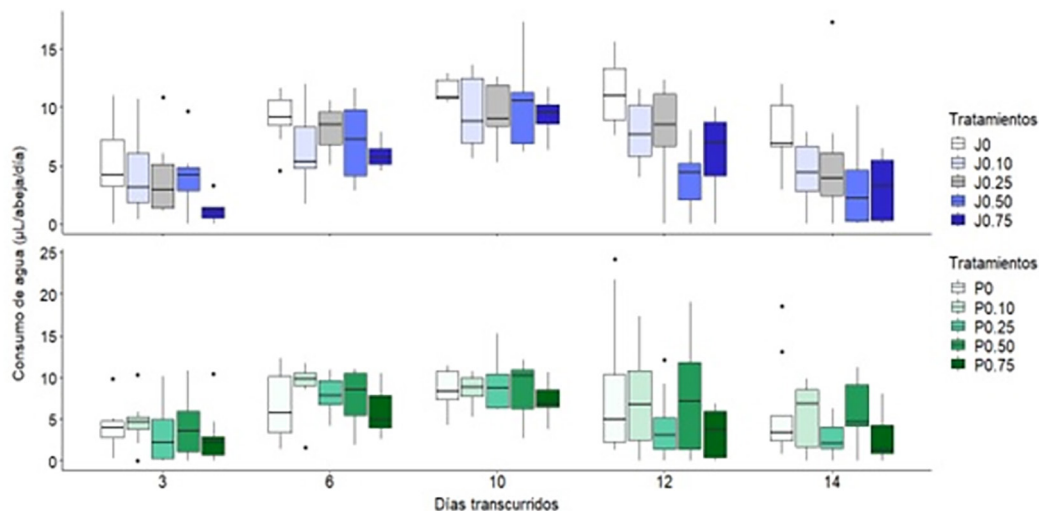 Consumo de agua (µL/abeja/día)
15
10
5
0
Tratamientos
J0
J0.10
J0.25
J0.50
J0.75
25
20
15
10
5
0
Tratamientos
P0
P0.10
P0.25
P0.50
P0.75
3 6 10 12 14
Días transcurridos